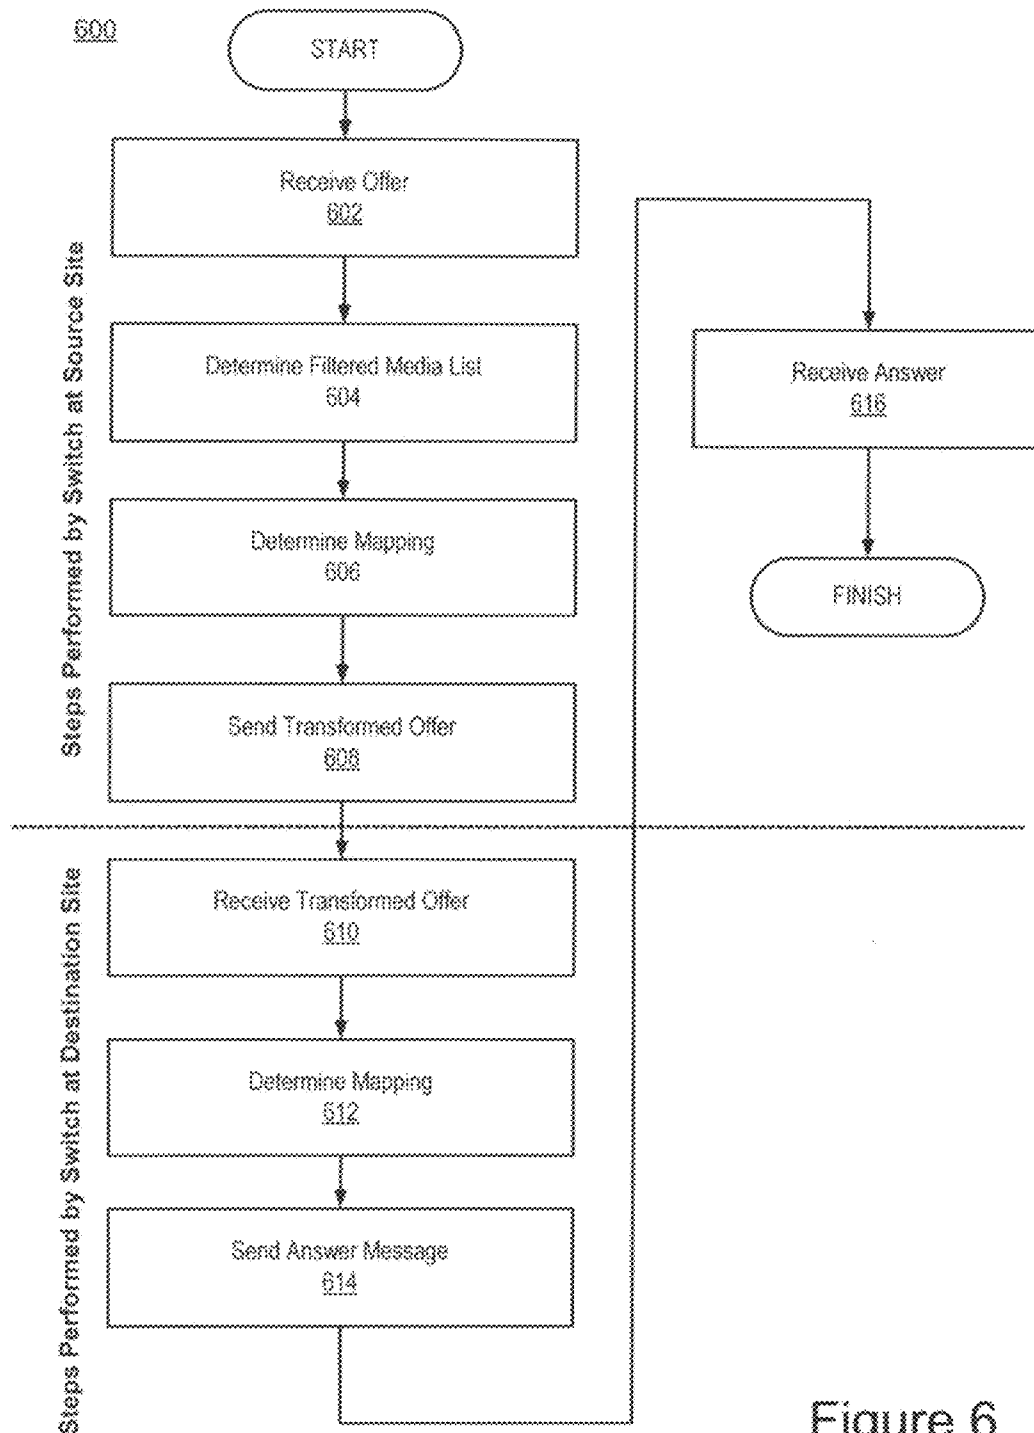 600
START
Receive Offer
602
Determine Filtered Media List
604
Determine Mapping
606
Send Transformed Offer
608
Steps Performed by Switch at Source Site
Receive Answer
616
FINISH
Receive Transformed Offer
610
Determine Mapping
612
Send Answer Message
614
Steps Performed by Switch at Destination Site
Figure 6